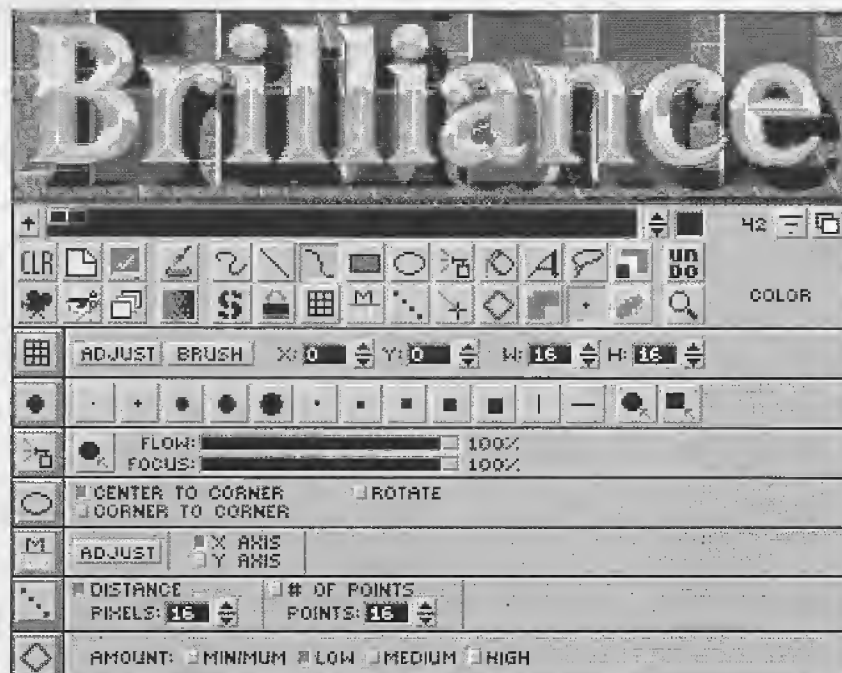 Brilliance
+
42
CLR A UN
DO
$ M COLOR
ADJUST BRUSH X: 0 Y: 0 W: 16 H: 16
FLOW: 100%
FOCUS: 100%
CENTER TO CORNER ROTATE
CORNER TO CORNER
M ADJUST X AXIS
Y AXIS
DISTANCE # OF POINTS
PIXELS: 16 POINTS: 16
AMOUNT: MINIMUM LOW MEDIUM HIGH